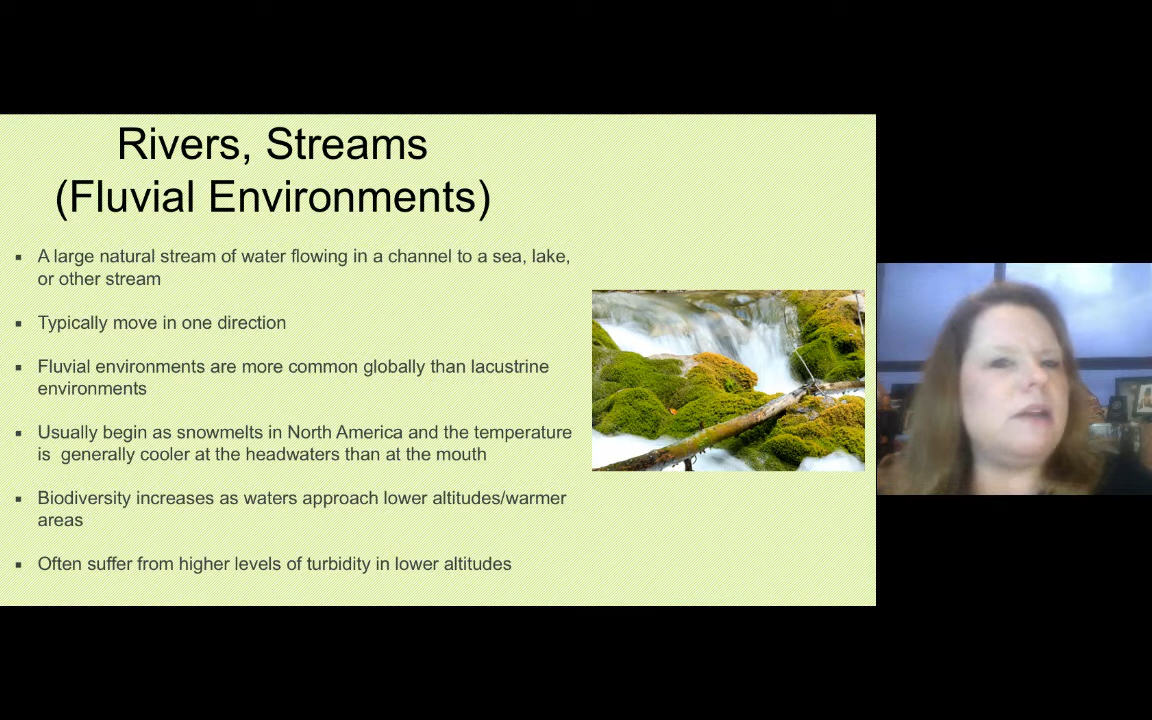 Rivers, Streams
(Fluvial Environments)
▪ A large natural stream of water flowing in a channel to a sea, lake,
or other stream
▪ Typically move in one direction
▪ Fluvial environments are more common globally than lacustrine
environments
▪ Usually begin as snowmelts in North America and the temperature
is  generally cooler at the headwaters than at the mouth
▪ Biodiversity increases as waters approach lower altitudes/warmer
areas
▪ Often suffer from higher levels of turbidity in lower altitudes